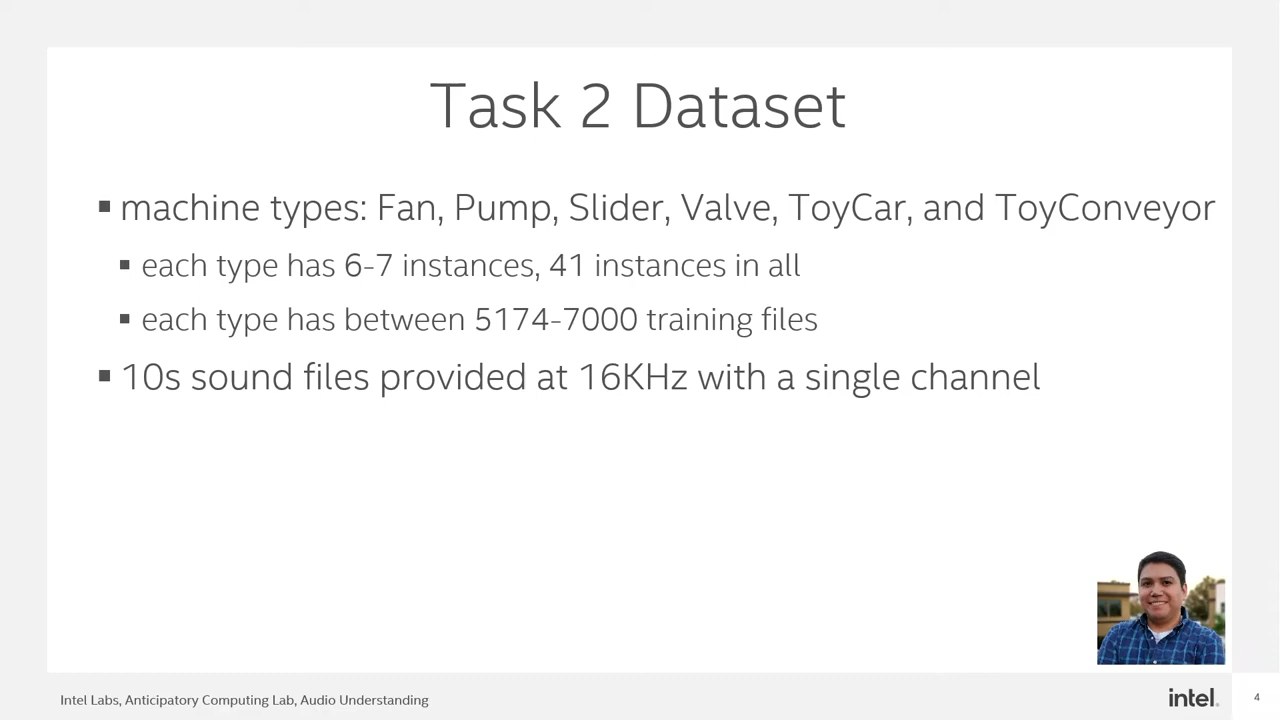 Task 2 Dataset
▪ machine types: Fan, Pump, Slider, Valve, ToyCar, and ToyConveyor
▪ each type has 6-7 instances, 41 instances in all
▪ each type has between 5174-7000 training files
▪ 10s sound files provided at 16KHz with a single channel
Intel Labs, Anticipatory Computing Lab, Audio Understanding
intel.
4